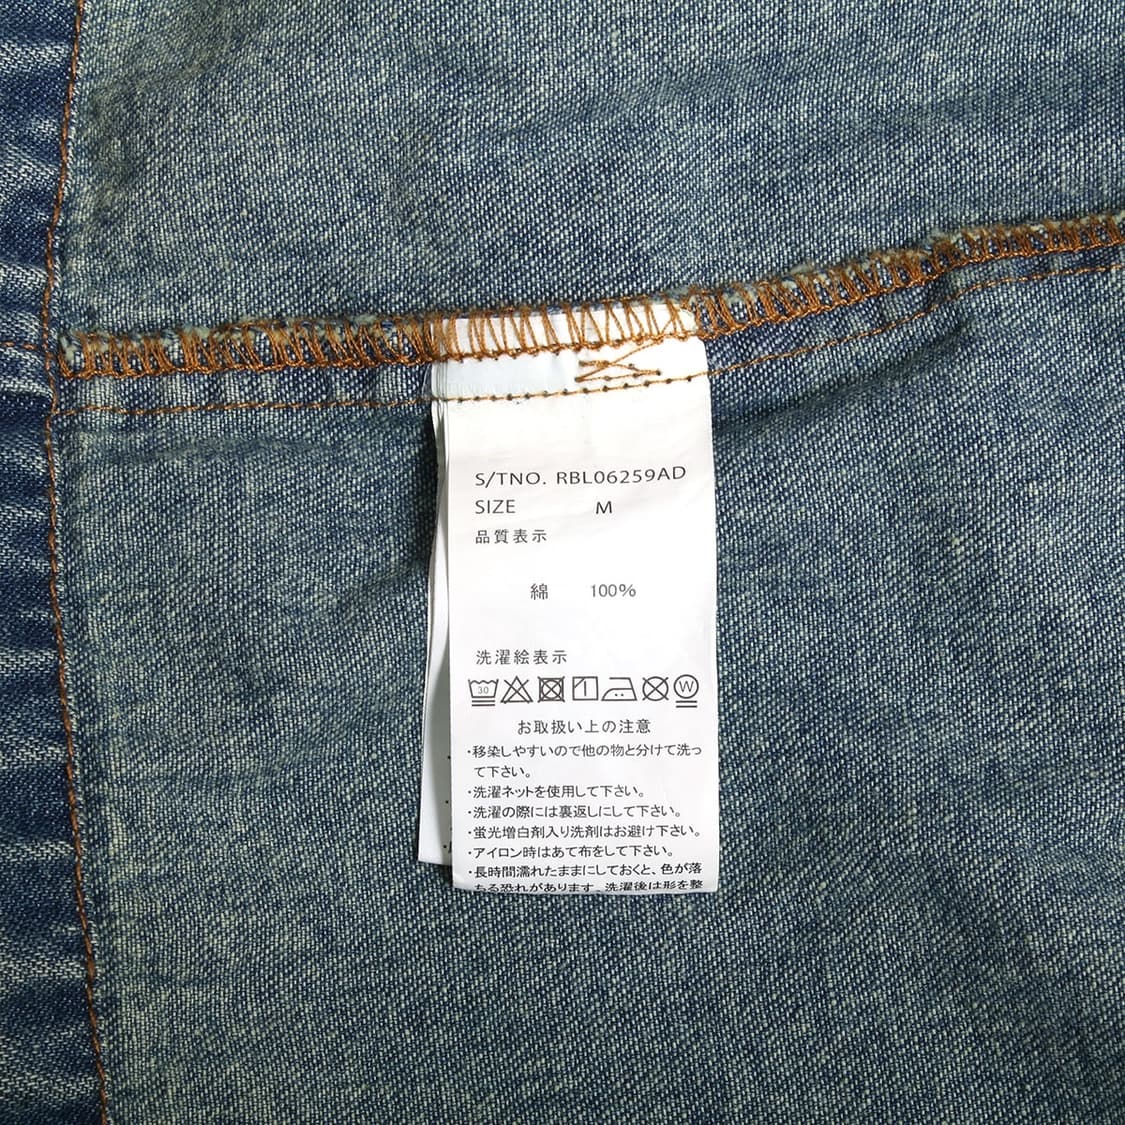 S/TNO. RBL06259AD
SIZE M
品質表示
綿 100%
洗濯絵表示
30 W
お取扱い上の注意
・移染しやすいので他の物と分けて洗っ
て下さい。
・洗濯ネットを使用して下さい。
・洗濯の際には裏返しにして下さい。
・蛍光増白剤入り洗剤はお避け下さい。
・アイロン時はあて布をして下さい。
・長時間濡れたままにしておくと、色が落
ちる恐れがあります。洗濯後は形を整